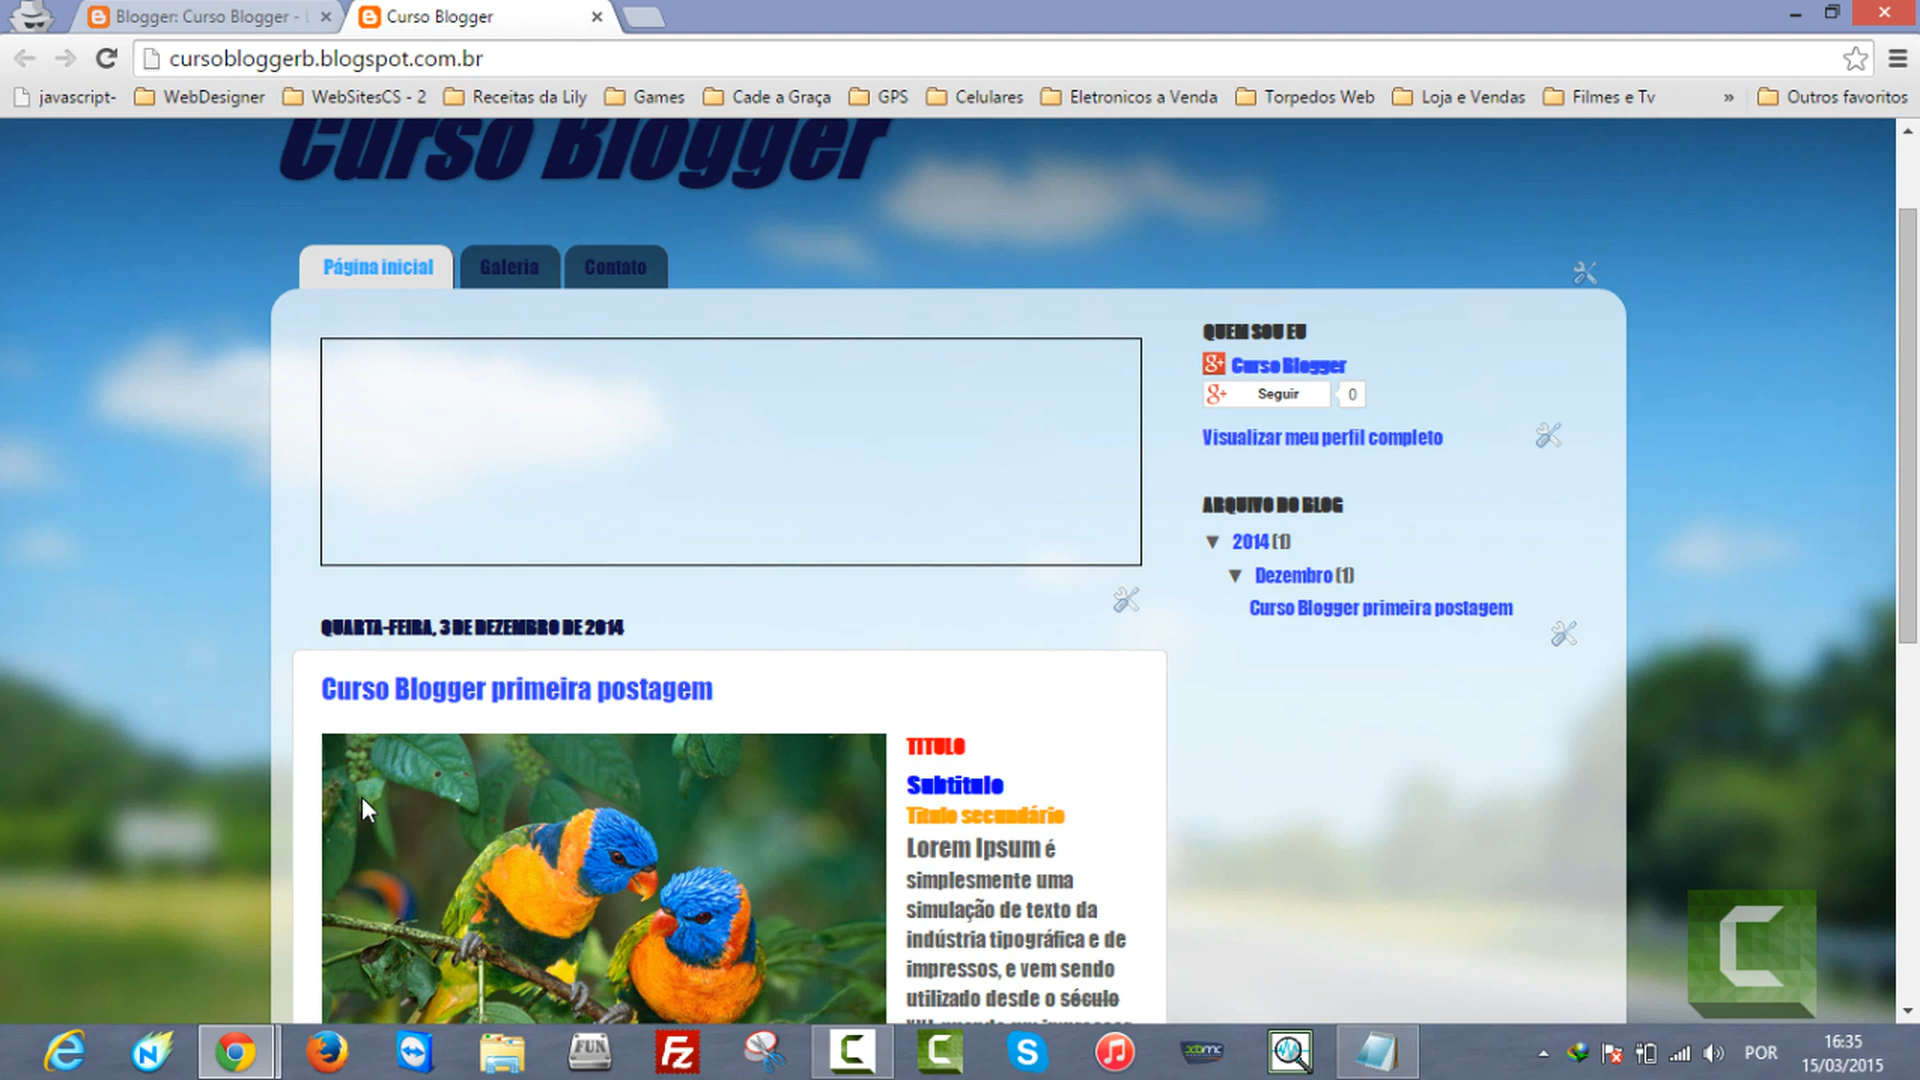 Blogger: Curso Blogger -
Curso Blogger
cursobloggerb.blogspot.com.br
javascript-
WebDesigner
WebSitesCS - 2
Receitas da Lily
Games
Cade a Graça
GPS
Celulares
Eletronicos a Venda
Torpedos Web
Loja e Vendas
Filmes e Tv
»
Outros favoritos
Curso Blogger
Página inicial
Galeria
Contato
QUEM SOU EU
g+ Curso Blogger
g+ Seguir 0
Visualizar meu perfil completo
ARQUIVO DO BLOG
▼ 2014 (1)
▼ Dezembro (1)
Curso Blogger primeira postagem
QUARTA-FEIRA, 3 DE DEZEMBRO DE 2014
Curso Blogger primeira postagem
TITULO
Subtitulo
Titulo secundário
Lorem Ipsum é
simplesmente uma
simulação de texto da
indústria tipográfica e de
impressos, e vem sendo
utilizado desde o século
FUN
Fz
xbmc
POR
16:35
15/03/2015